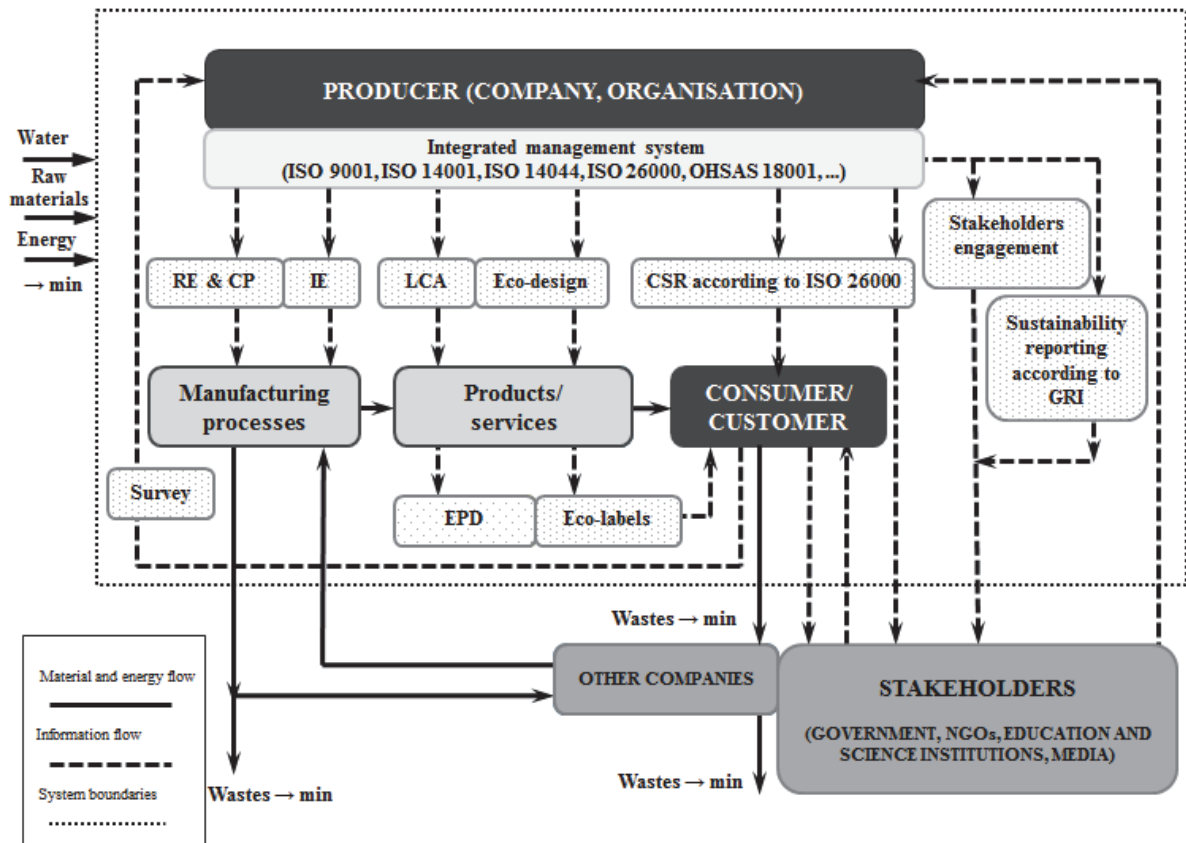 PRODUCER (COMPANY, ORGANISATION)
Integrated management system
(ISO 9001, ISO 14001, ISO 14044, ISO 26000, OHSAS 18001, ...)
Water
Raw
materials
Energy
→ min
Stakeholders
engagement
RE & CP
IE
LCA
Eco-design
CSR according to ISO 26000
Sustainability
reporting
according to
GRI
Manufacturing
processes
Products/
services
CONSUMER/
CUSTOMER
Survey
EPD
Eco-labels
Wastes → min
OTHER COMPANIES
STAKEHOLDERS
(GOVERNMENT, NGOs, EDUCATION AND
SCIENCE INSTITUTIONS, MEDIA)
Material and energy flow
Information flow
System boundaries
Wastes → min
Wastes → min